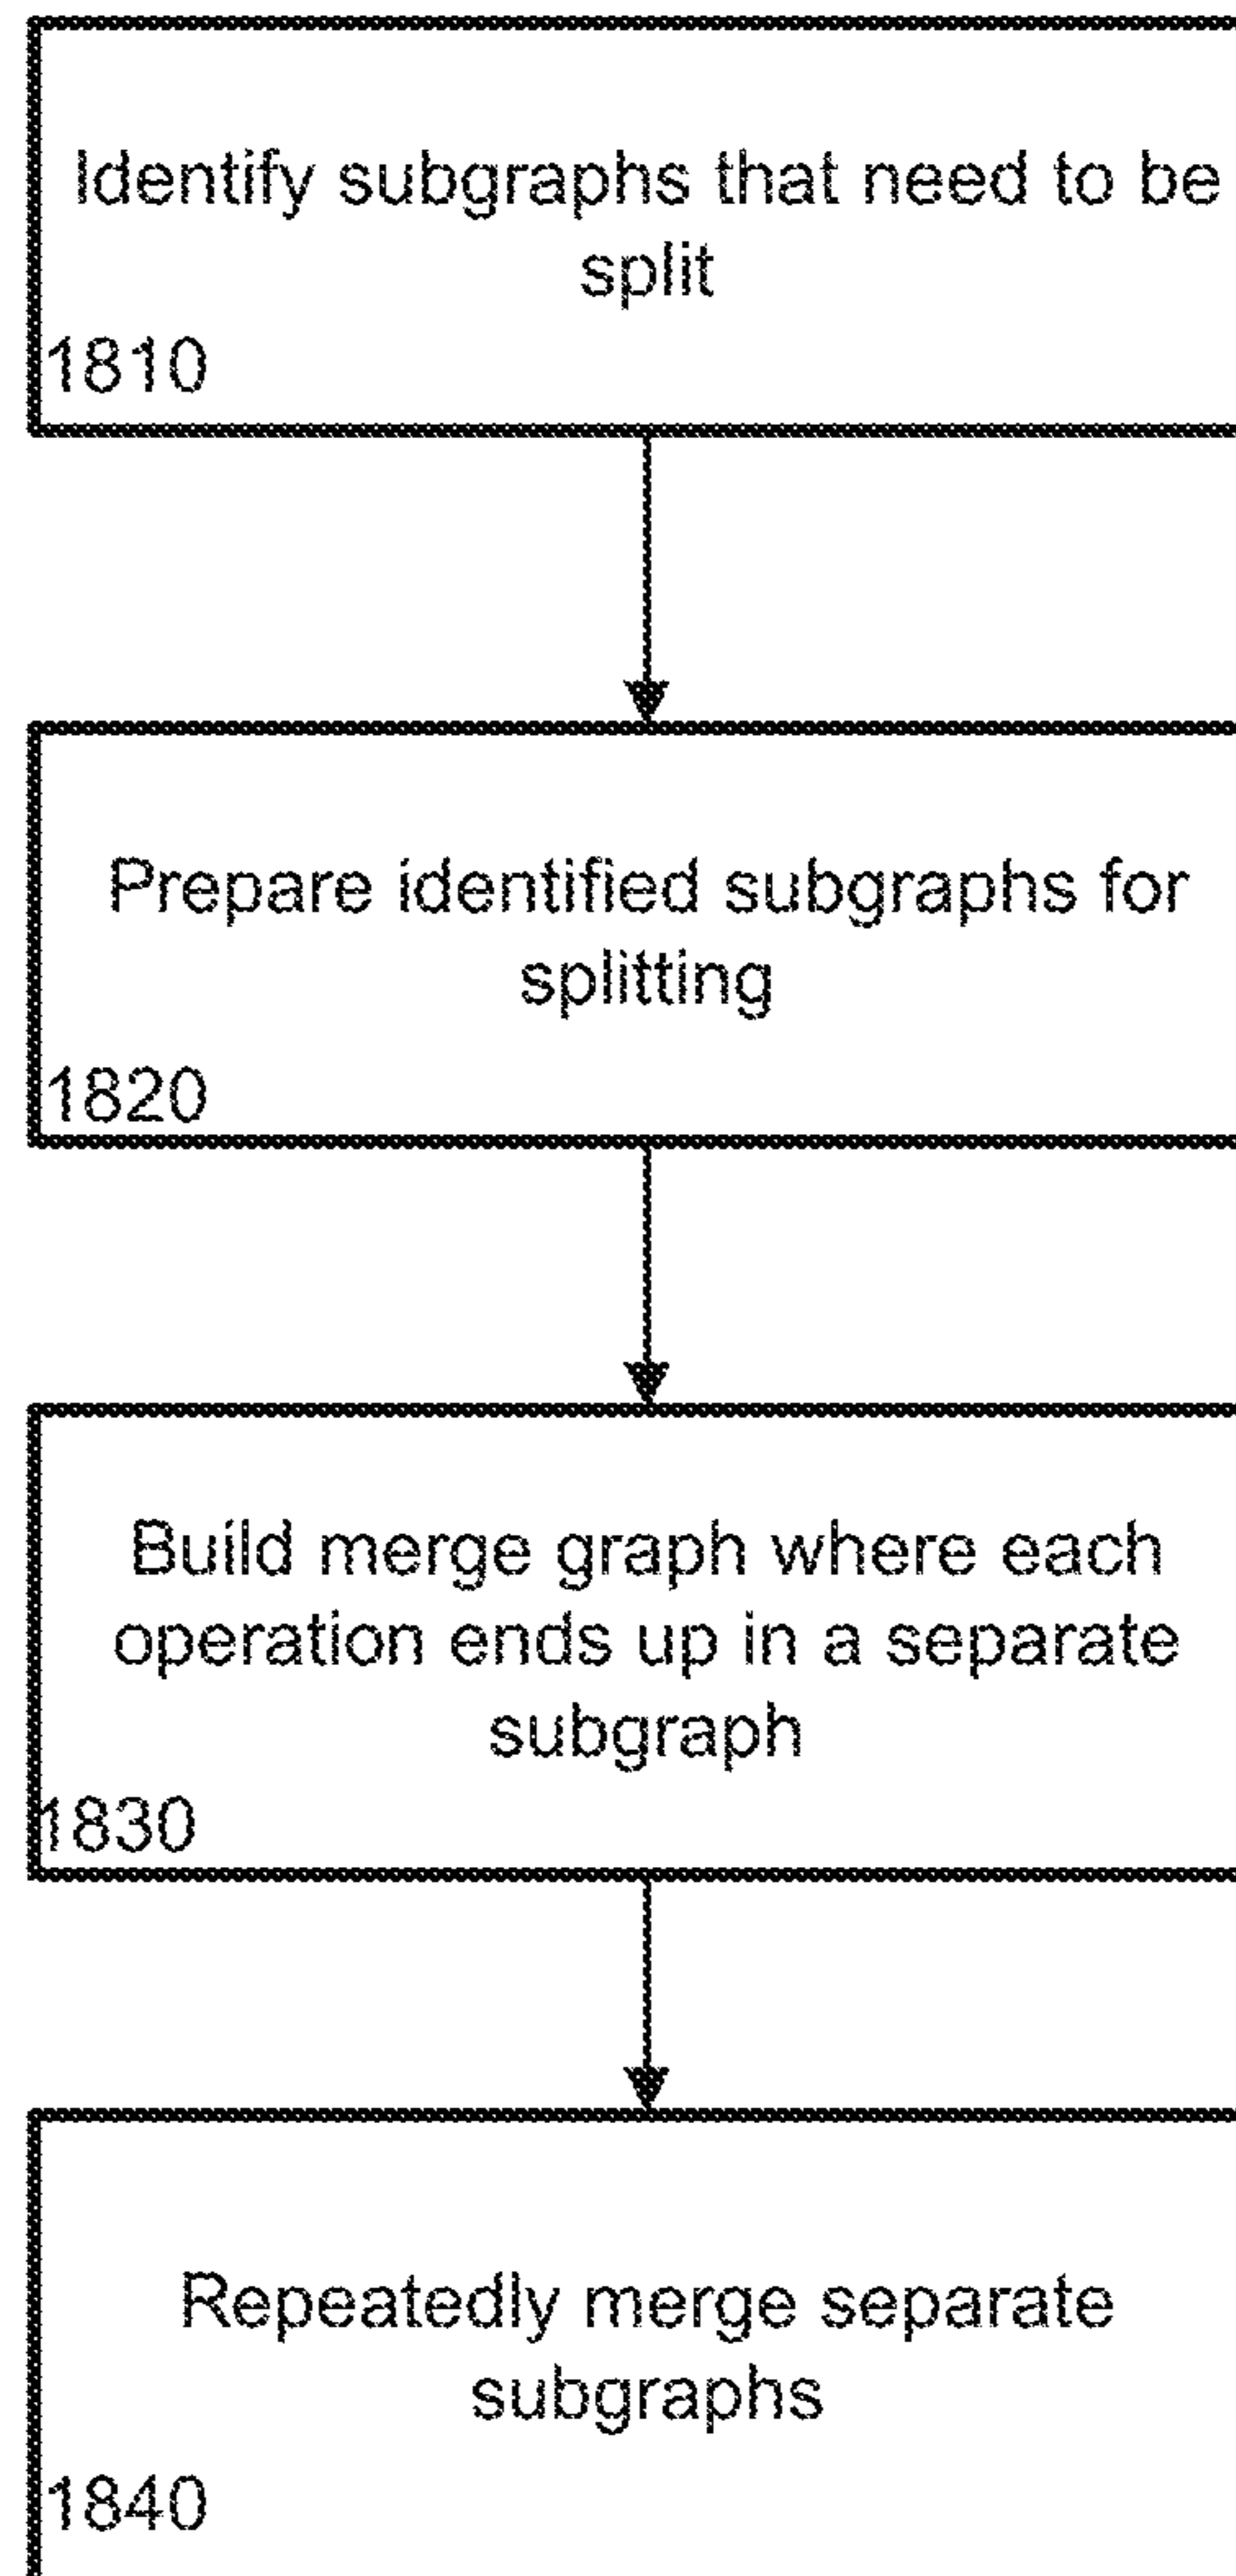 Identify subgraphs that need to be
split
1810
Prepare identified subgraphs for
splitting
1820
Build merge graph where each
operation ends up in a separate
subgraph
1830
Repeatedly merge separate
subgraphs
1840